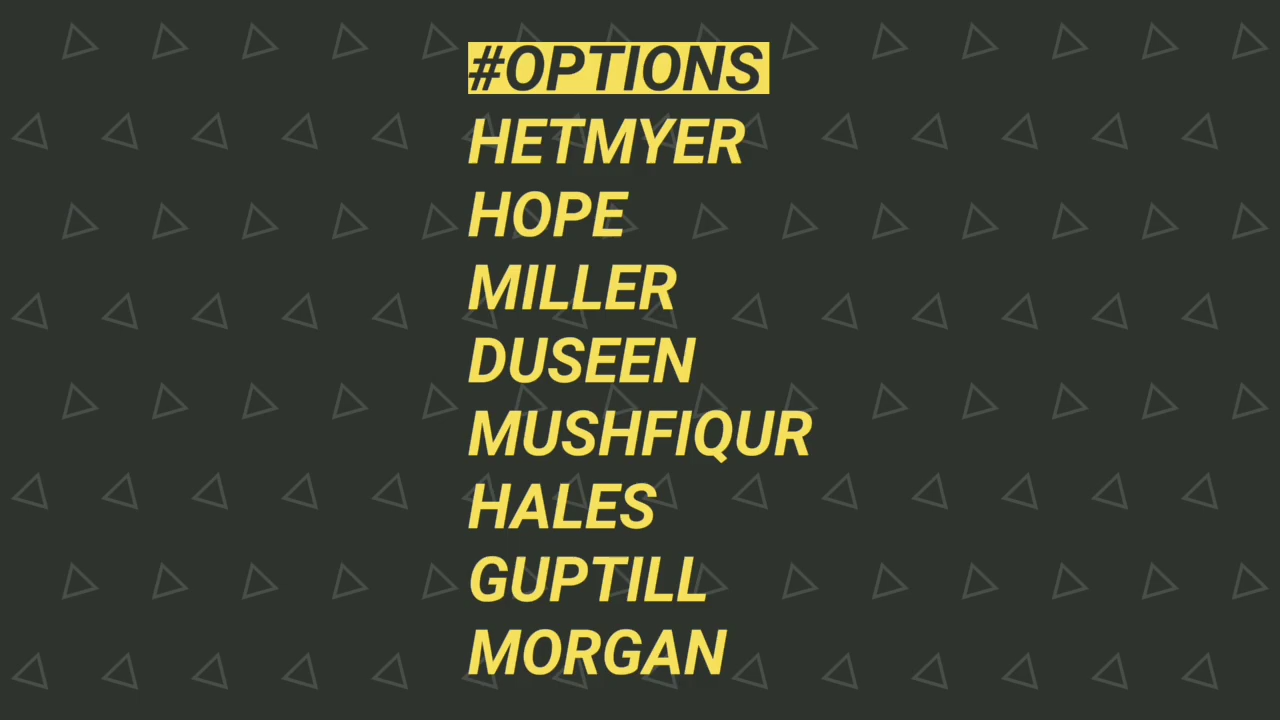 #OPTIONS
HETMYER
HOPE
MILLER
DUSEEN
MUSHFIQUR
HALES
GUPTILL
MORGAN